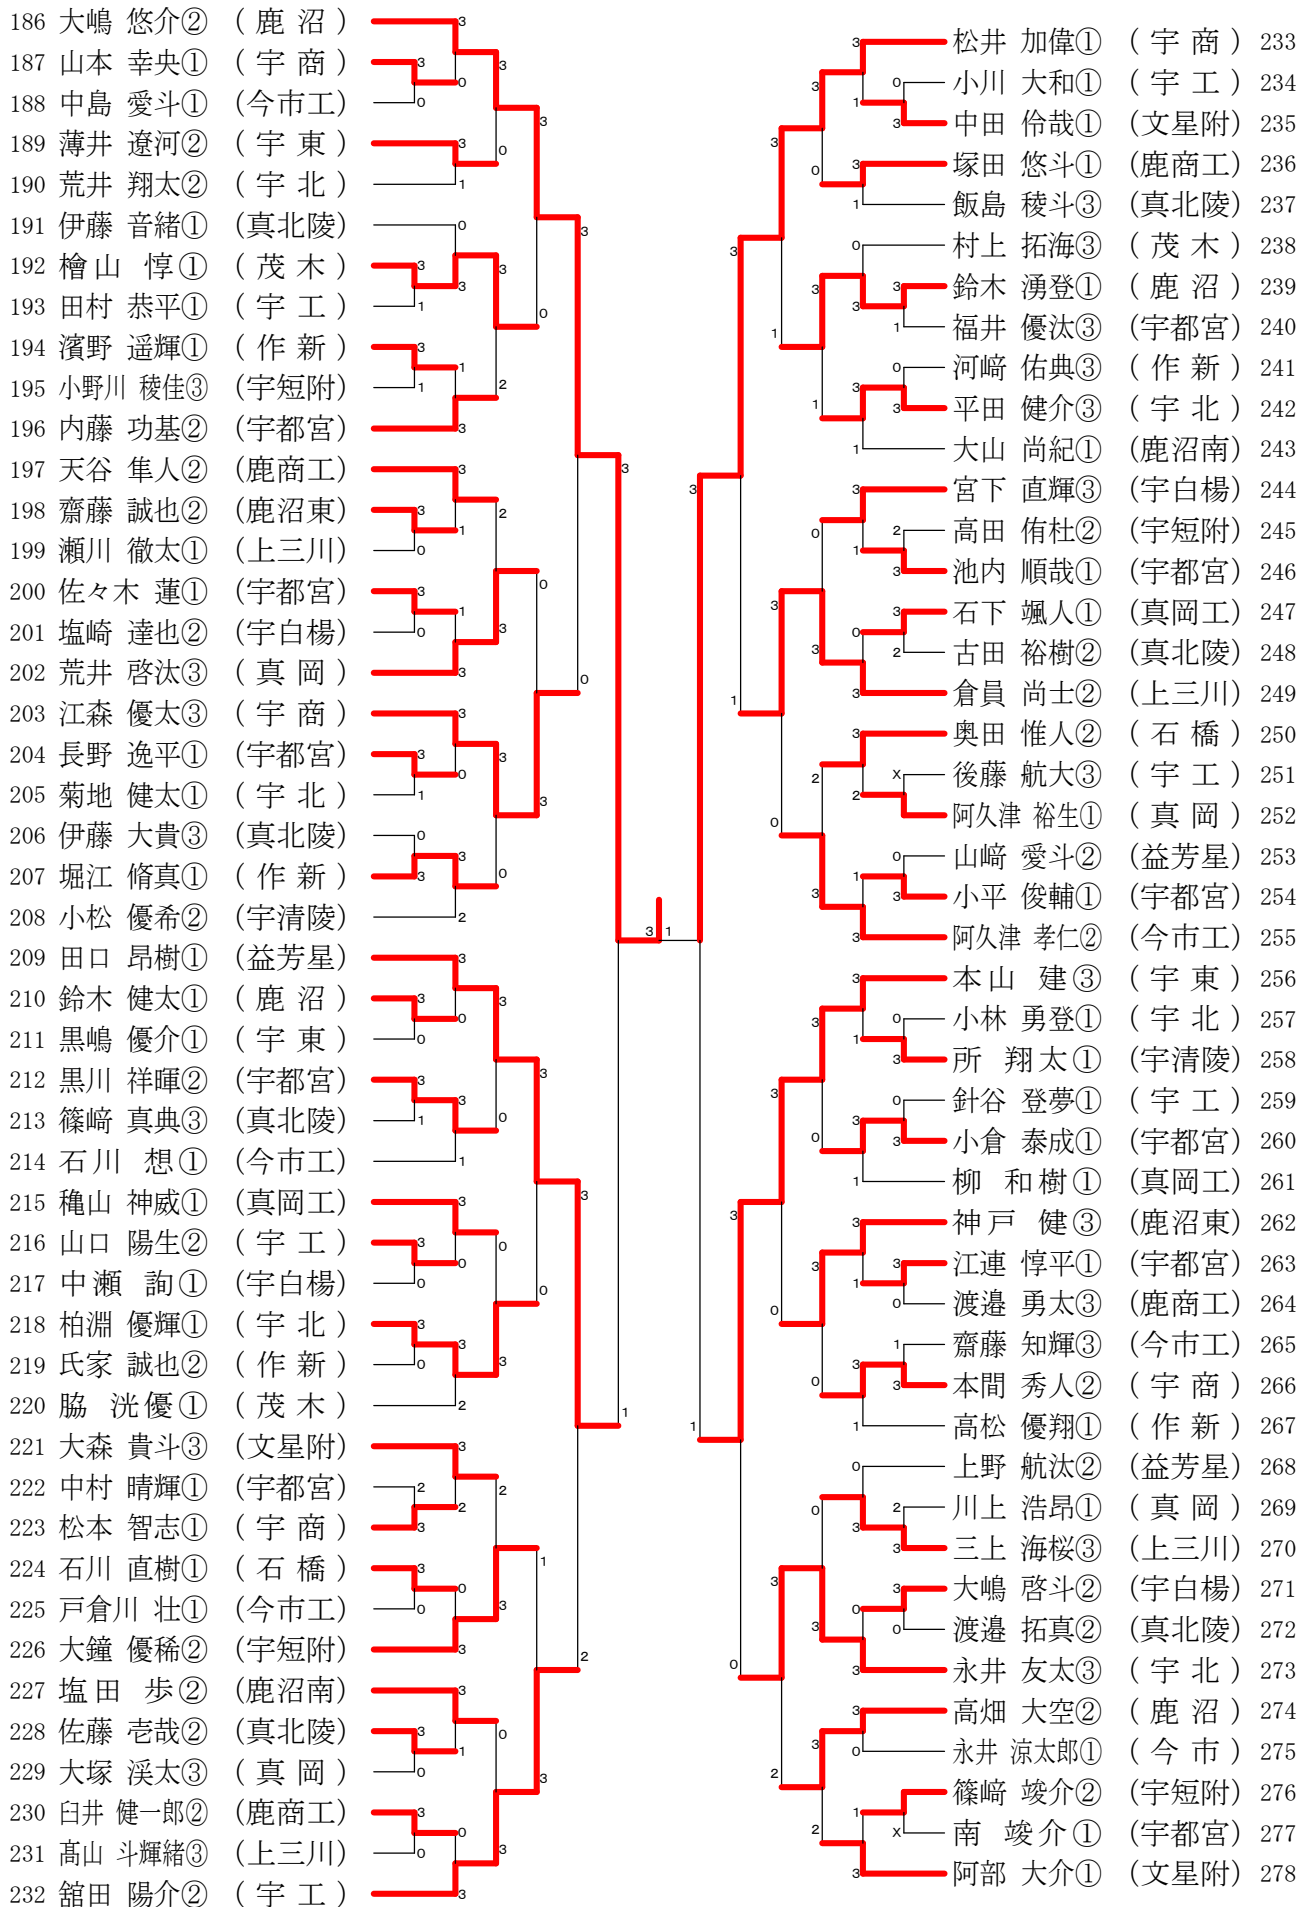 186 大嶋 悠介② （ 鹿 沼 ）
187 山本 幸央① （ 宇 商 ）
188 中島 愛斗① （今市工）
189 薄井 遼河② （ 宇 東 ）
190 荒井 翔太② （ 宇 北 ）
191 伊藤 音緒① （真北陵）
192 檜山 惇① （ 茂 木 ）
193 田村 恭平① （ 宇 工 ）
194 濱野 遥輝① （ 作 新 ）
195 小野川 稜佳③ （宇短附）
196 内藤 功基② （宇都宮）
197 天谷 隼人② （鹿商工）
198 齋藤 誠也② （鹿沼東）
199 瀬川 徹太① （上三川）
200 佐々木 蓮① （宇都宮）
201 塩崎 達也② （宇白楊）
202 荒井 啓汰③ （ 真 岡 ）
203 江森 優太③ （ 宇 商 ）
204 長野 逸平① （宇都宮）
205 菊地 健太① （ 宇 北 ）
206 伊藤 大貴③ （真北陵）
207 堀江 脩真① （ 作 新 ）
208 小松 優希② （宇清陵）
209 田口 昂樹① （益芳星）
210 鈴木 健太① （ 鹿 沼 ）
211 黒嶋 優介① （ 宇 東 ）
212 黒川 祥暉② （宇都宮）
213 篠﨑 真典③ （真北陵）
214 石川 想① （今市工）
215 穐山 神威① （真岡工）
216 山口 陽生② （ 宇 工 ）
217 中瀬 詢① （宇白楊）
218 柏淵 優輝① （ 宇 北 ）
219 氏家 誠也② （ 作 新 ）
220 脇 洸優① （ 茂 木 ）
221 大森 貴斗③ （文星附）
222 中村 晴輝① （宇都宮）
223 松本 智志① （ 宇 商 ）
224 石川 直樹① （ 石 橋 ）
225 戸倉川 壮① （今市工）
226 大鐘 優稀② （宇短附）
227 塩田 歩② （鹿沼南）
228 佐藤 壱哉② （真北陵）
229 大塚 渓太③ （ 真 岡 ）
230 臼井 健一郎② （鹿商工）
231 髙山 斗輝緒③ （上三川）
232 舘田 陽介② （ 宇 工 ）
松井 加偉① （ 宇 商 ） 233
小川 大和① （ 宇 工 ） 234
中田 伶哉① （文星附） 235
塚田 悠斗① （鹿商工） 236
飯島 稜斗③ （真北陵） 237
村上 拓海③ （ 茂 木 ） 238
鈴木 湧登① （ 鹿 沼 ） 239
福井 優汰③ （宇都宮） 240
河﨑 佑典③ （ 作 新 ） 241
平田 健介③ （ 宇 北 ） 242
大山 尚紀① （鹿沼南） 243
宮下 直輝③ （宇白楊） 244
高田 侑杜② （宇短附） 245
池内 順哉① （宇都宮） 246
石下 颯人① （真岡工） 247
古田 裕樹② （真北陵） 248
倉員 尚士② （上三川） 249
奥田 惟人② （ 石 橋 ） 250
後藤 航大③ （ 宇 工 ） 251
阿久津 裕生① （ 真 岡 ） 252
山﨑 愛斗② （益芳星） 253
小平 俊輔① （宇都宮） 254
阿久津 孝仁② （今市工） 255
本山 建③ （ 宇 東 ） 256
小林 勇登① （ 宇 北 ） 257
所 翔太① （宇清陵） 258
針谷 登夢① （ 宇 工 ） 259
小倉 泰成① （宇都宮） 260
柳 和樹① （真岡工） 261
神戸 健③ （鹿沼東） 262
江連 惇平① （宇都宮） 263
渡邉 勇太③ （鹿商工） 264
齋藤 知輝③ （今市工） 265
本間 秀人② （ 宇 商 ） 266
高松 優翔① （ 作 新 ） 267
上野 航汰② （益芳星） 268
川上 浩昂① （ 真 岡 ） 269
三上 海桜③ （上三川） 270
大嶋 啓斗② （宇白楊） 271
渡邉 拓真② （真北陵） 272
永井 友太③ （ 宇 北 ） 273
高畑 大空② （ 鹿 沼 ） 274
永井 涼太郎① （ 今 市 ） 275
篠﨑 竣介② （宇短附） 276
南 竣介① （宇都宮） 277
阿部 大介① （文星附） 278